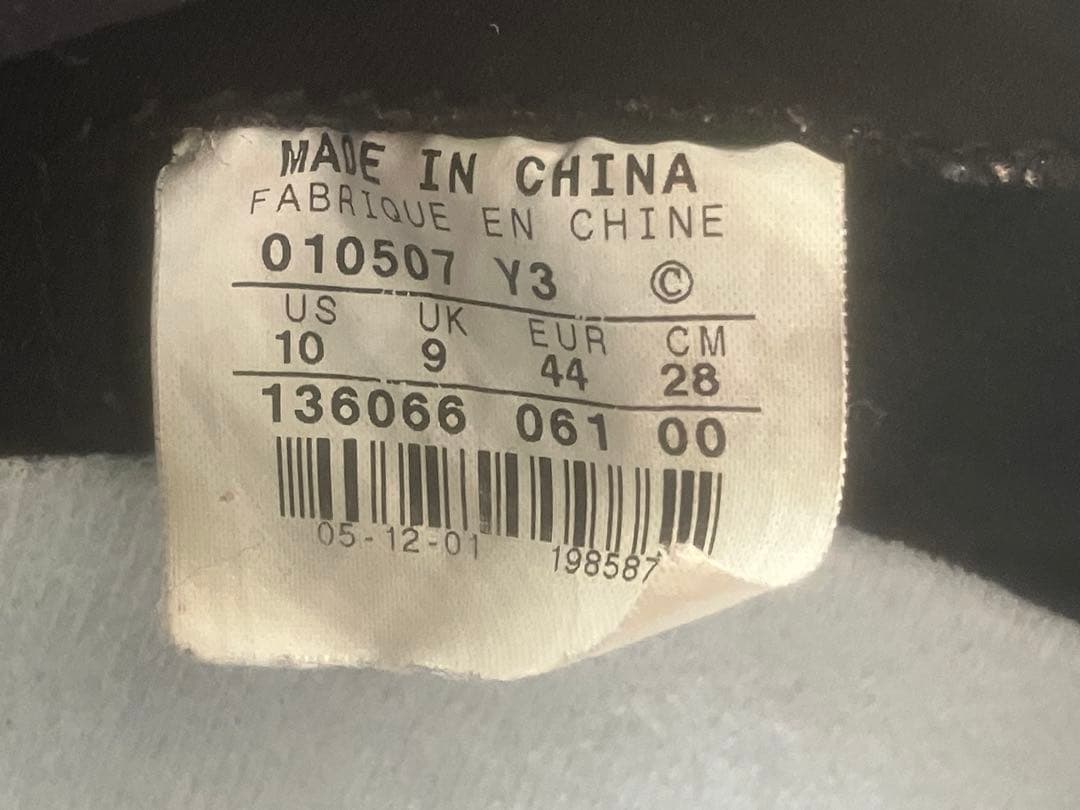 MADE IN CHINA
FABRIQUE EN CHINE
010507 Y3 ©
US UK EUR CM
10 9 44 28
136066 061 00
05-12-01 198587